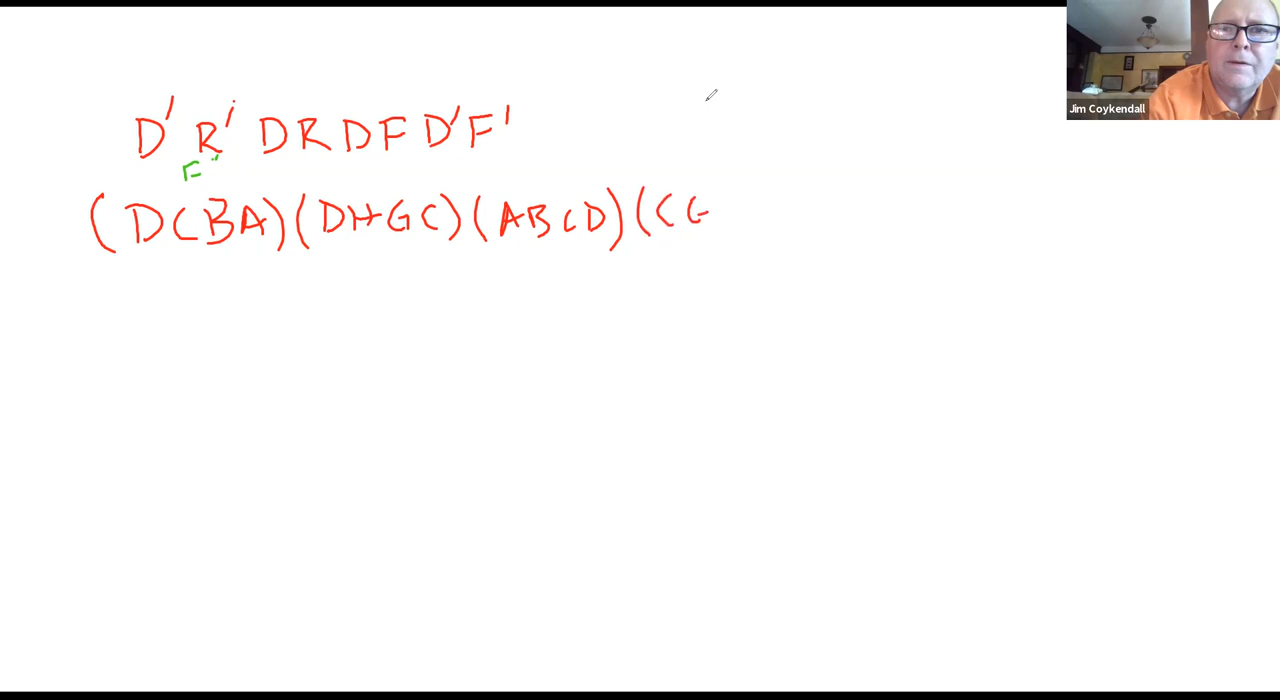 D' R' D R D F D' F'
F'
(DCBA)(DHGC)(ABCD)(CG
Jim Coykendall